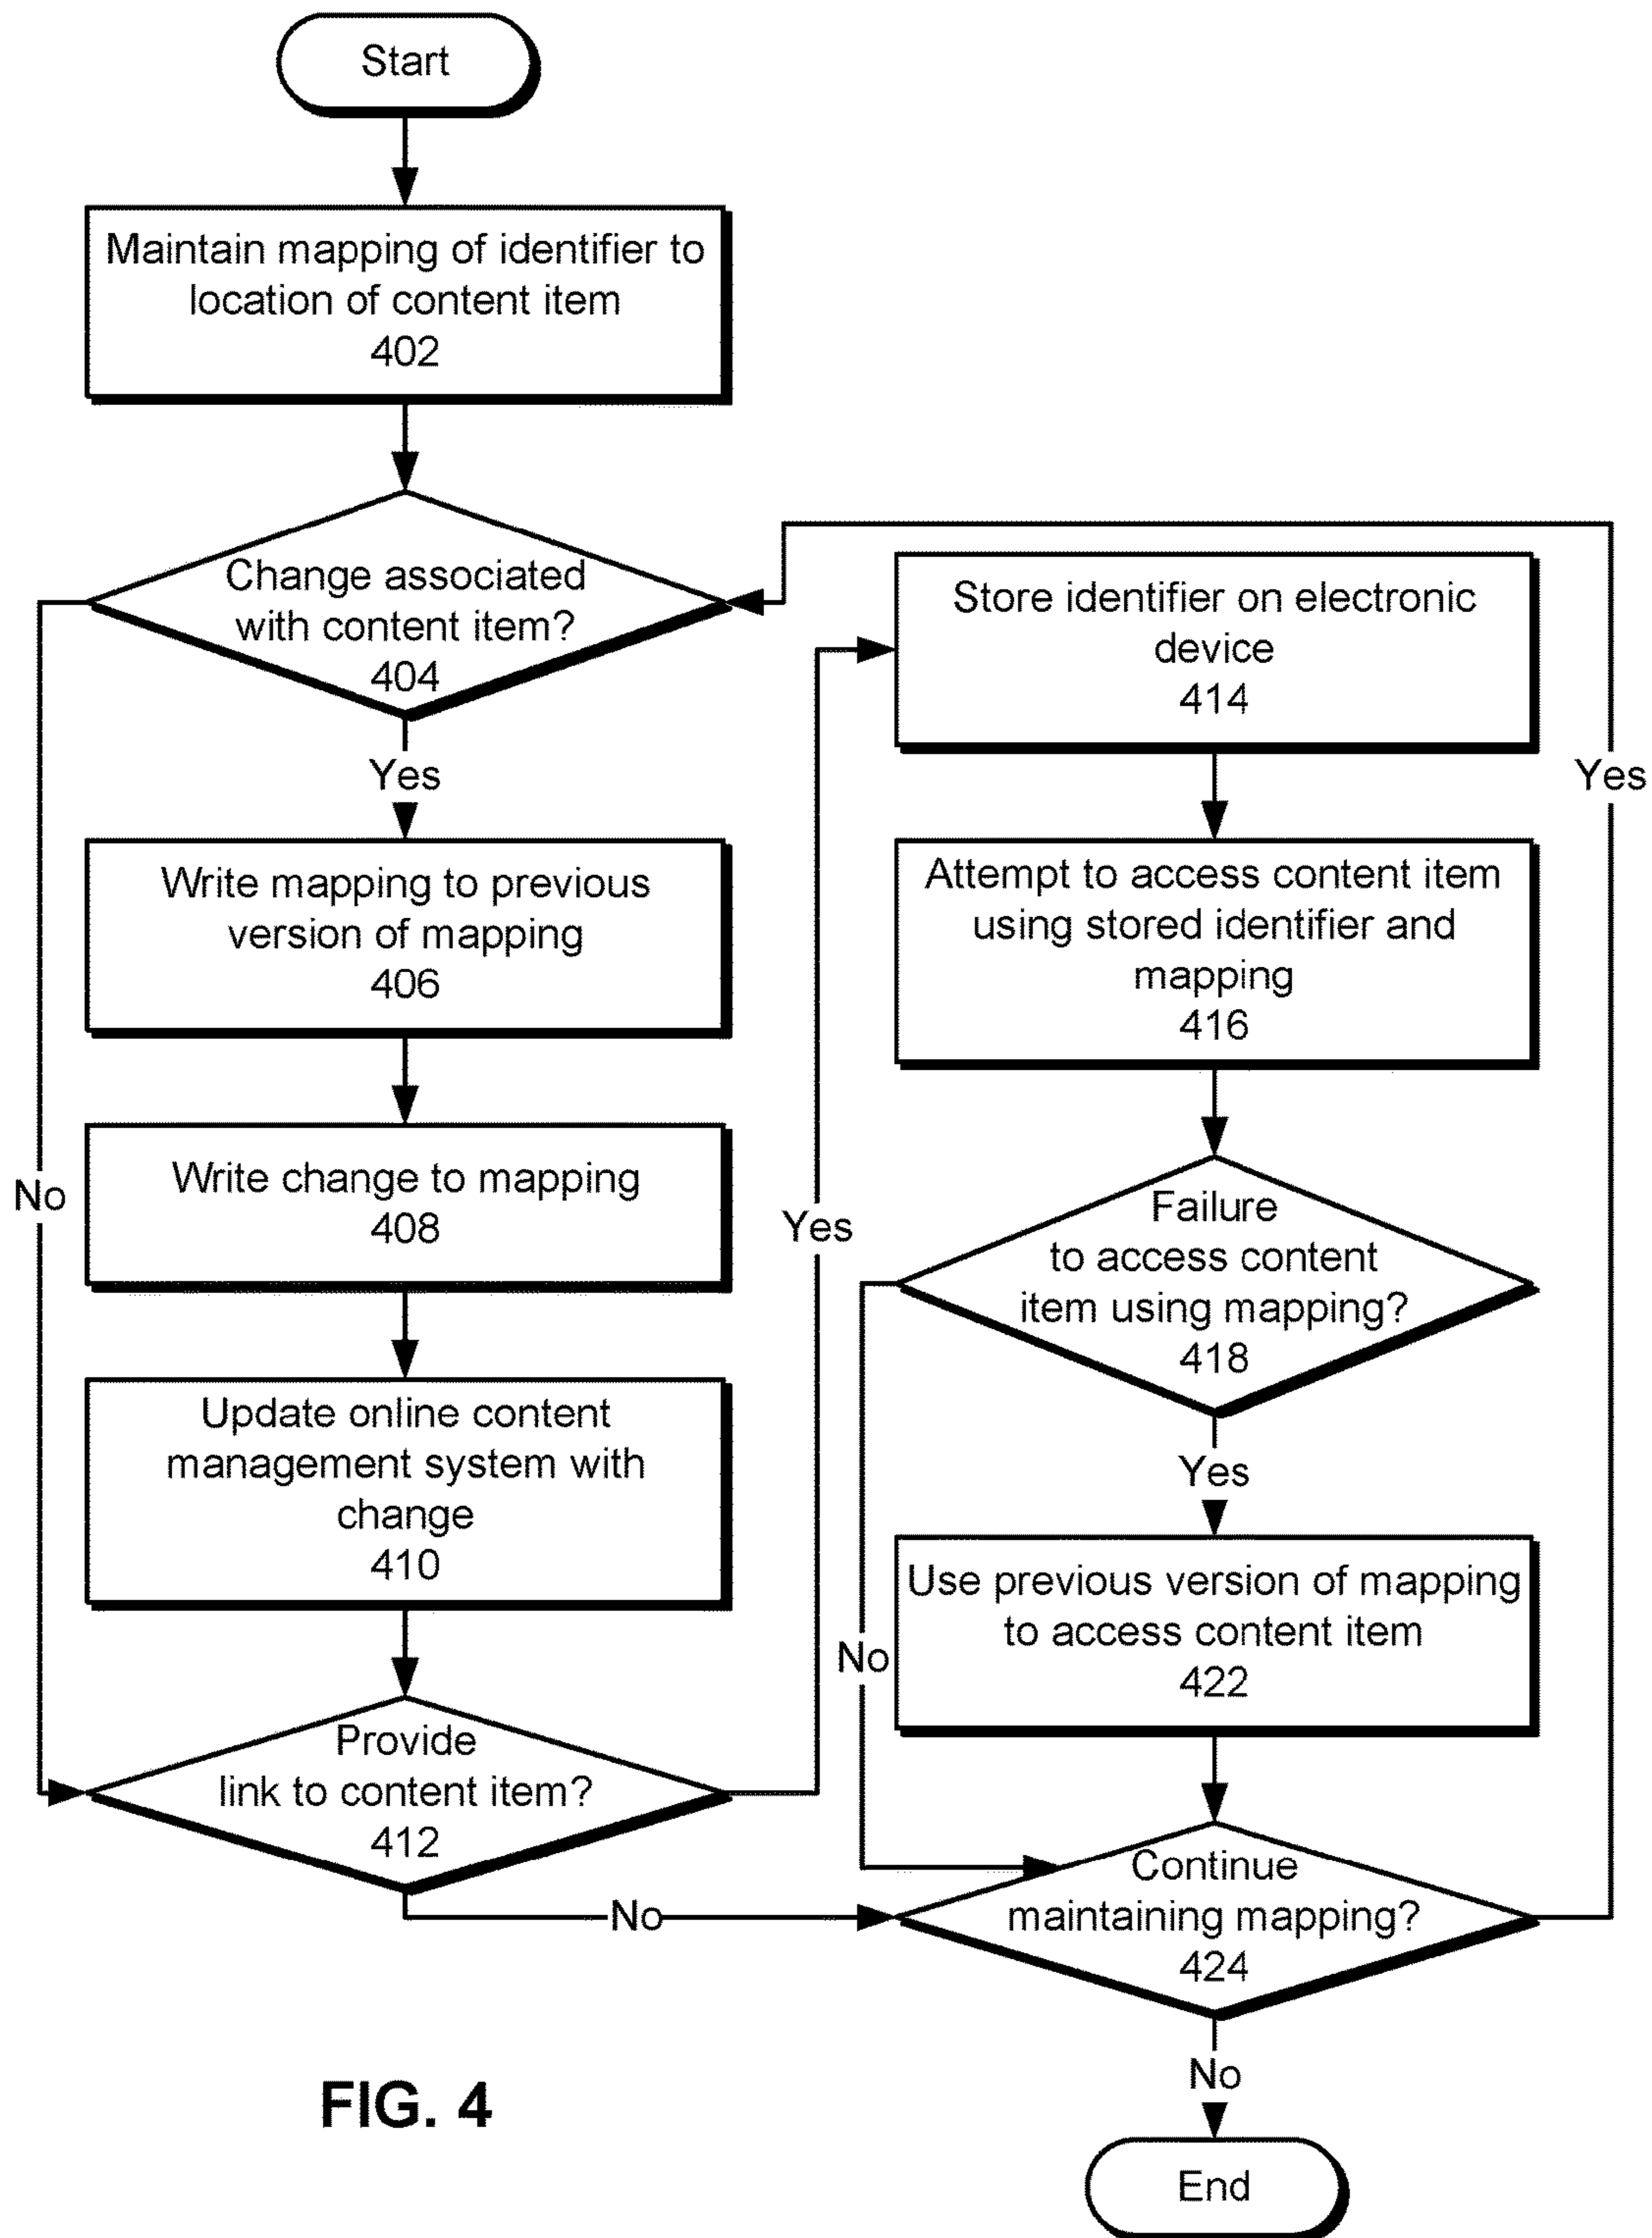 Start
Maintain mapping of identifier to
location of content item
402
Change associated
with content item?
404
Yes
No
Write mapping to previous
version of mapping
406
Write change to mapping
408
Update online content
management system with
change
410
Provide
link to content item?
412
Yes
No
Store identifier on electronic
device
414
Attempt to access content item
using stored identifier and
mapping
416
Failure
to access content
item using mapping?
418
Yes
No
Use previous version of mapping
to access content item
422
Continue
maintaining mapping?
424
Yes
No
End
FIG. 4